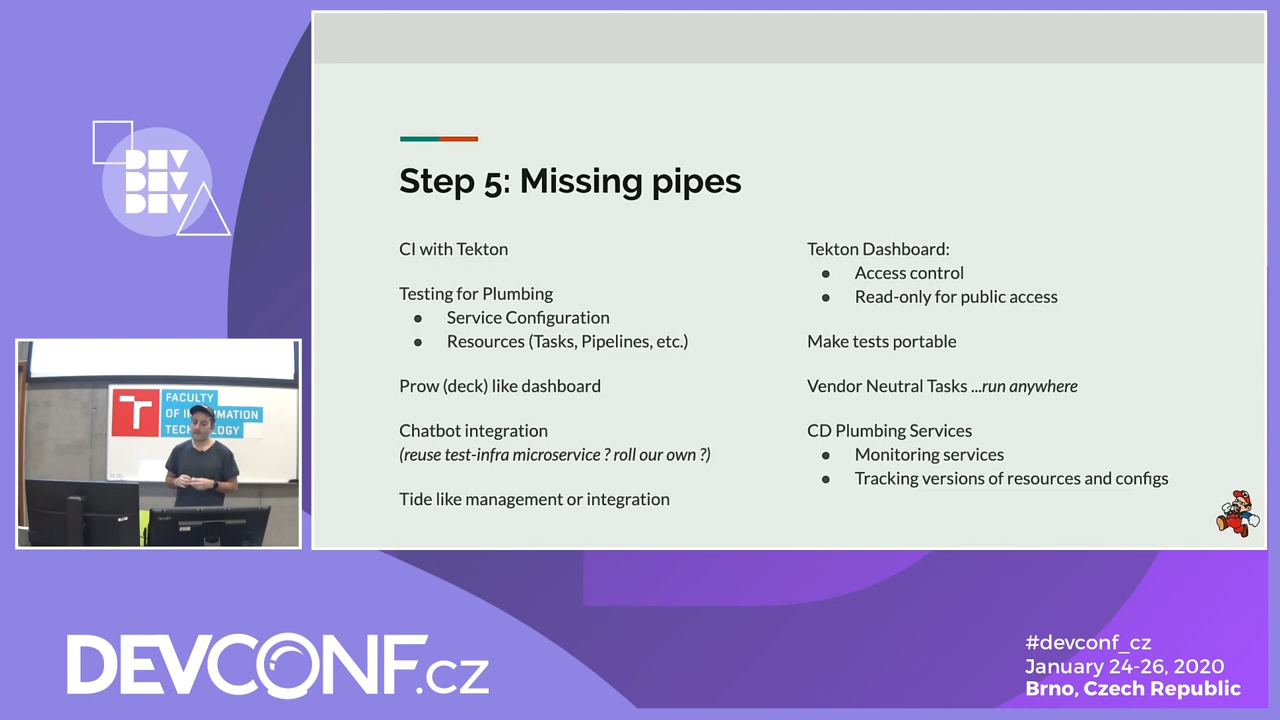 DEV
DEV
DEV
Step 5: Missing pipes
CI with Tekton
Testing for Plumbing
● Service Configuration
● Resources (Tasks, Pipelines, etc.)
Prow (deck) like dashboard
Chatbot integration
(reuse test-infra microservice ? roll our own ?)
Tide like management or integration
Tekton Dashboard:
● Access control
● Read-only for public access
Make tests portable
Vendor Neutral Tasks ...run anywhere
CD Plumbing Services
● Monitoring services
● Tracking versions of resources and configs
FACULTY
OF INFORMATION
TECHNOLOGY
DEVCONF.cz
#devconf_cz
January 24-26, 2020
Brno, Czech Republic